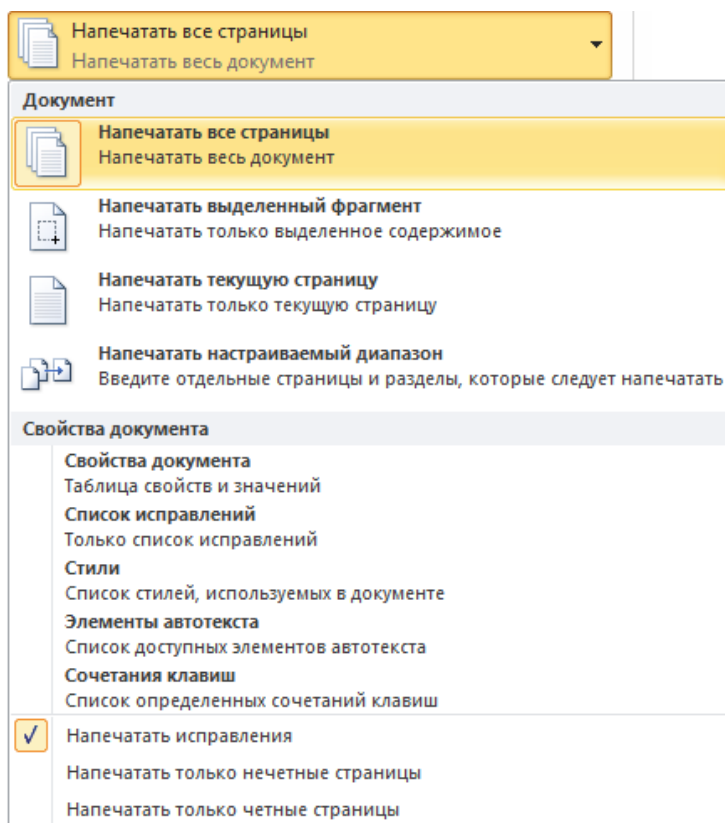 Напечатать все страницы
Напечатать весь документ
Документ
Напечатать все страницы
Напечатать весь документ
Напечатать выделенный фрагмент
Напечатать только выделенное содержимое
Напечатать текущую страницу
Напечатать только текущую страницу
Напечатать настраиваемый диапазон
Введите отдельные страницы и разделы, которые следует напечатать
Свойства документа
Свойства документа
Таблица свойств и значений
Список исправлений
Только список исправлений
Стили
Список стилей, используемых в документе
Элементы автотекста
Список доступных элементов автотекста
Сочетания клавиш
Список определенных сочетаний клавиш
Напечатать исправления
Напечатать только нечетные страницы
Напечатать только четные страницы